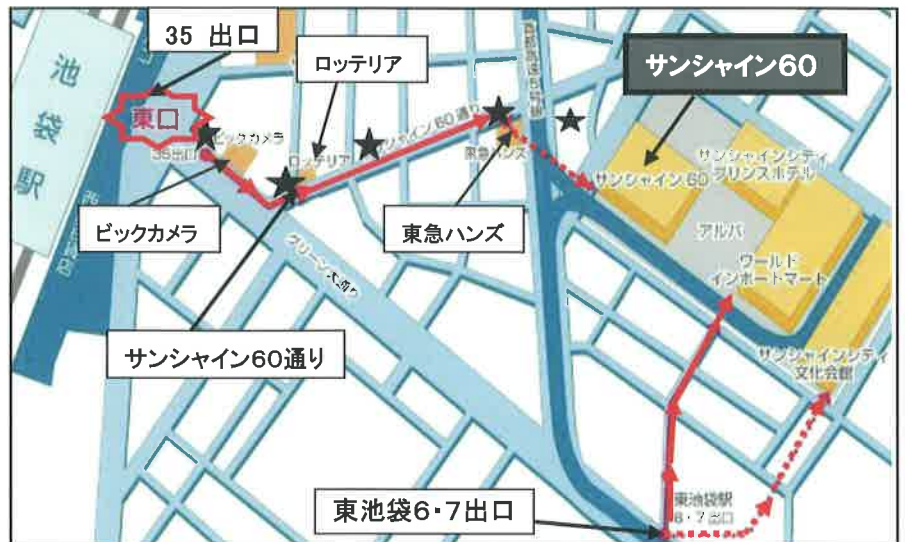 35 出口
ロッテリア
サンシャイン60
池袋駅
東口
ビックカメラ
35出口
ロッテリア
サンシャイン60通り
東急ハンズ
サンシャイン60
サンシャインシティ
プリンスホテル
アルパ
ワールド
インポートマート
ビックカメラ
東急ハンズ
グリーン大通り
サンシャイン60通り
サンシャインシティ
文化会館
東池袋6・7出口
東池袋駅
6・7出口